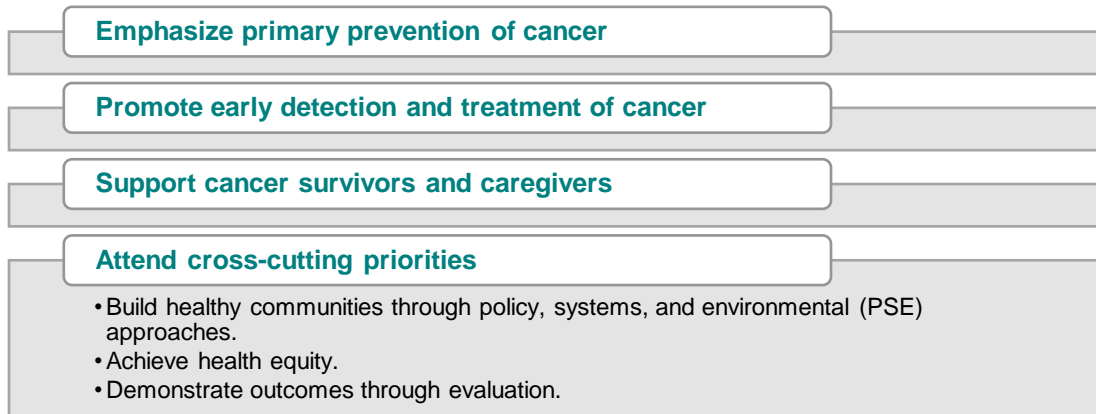 Emphasize primary prevention of cancer
Promote early detection and treatment of cancer
Support cancer survivors and caregivers
Attend cross-cutting priorities
•Build healthy communities through policy, systems, and environmental (PSE)
approaches.
•Achieve health equity.
•Demonstrate outcomes through evaluation.